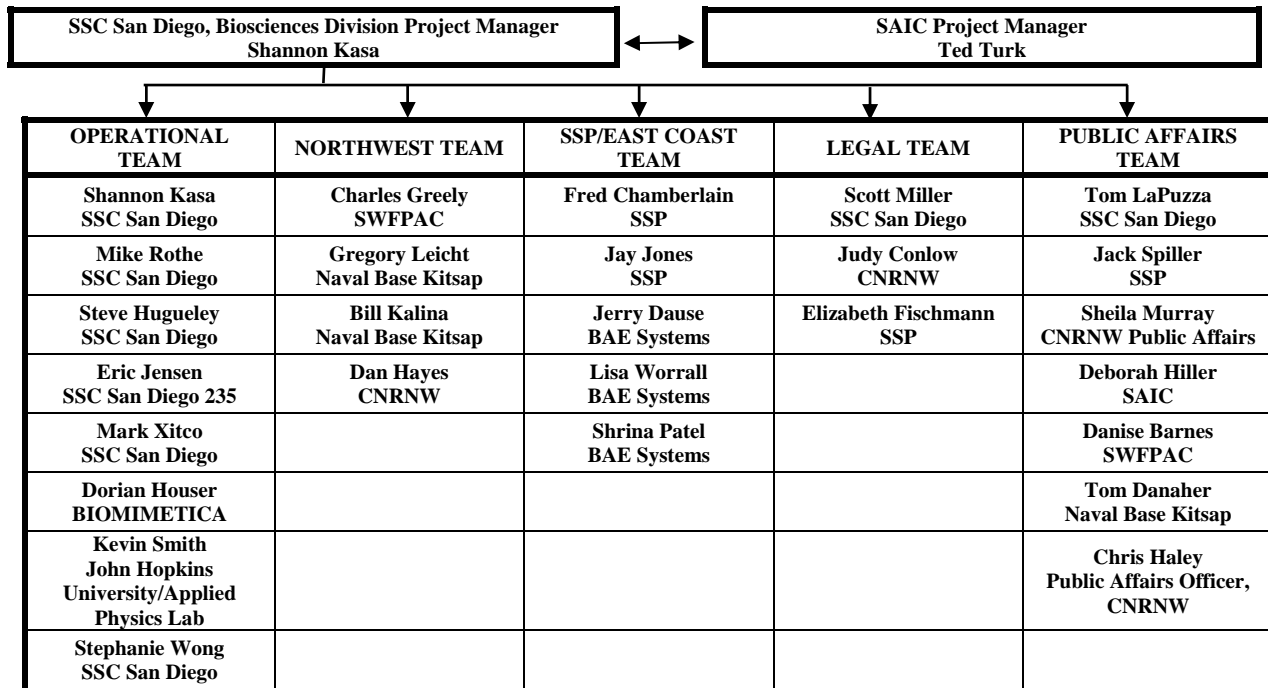 SSC San Diego, Biosciences Division Project Manager
Shannon Kasa
SAIC Project Manager
Ted Turk
OPERATIONAL
TEAM
NORTHWEST TEAM
SSP/EAST COAST
TEAM
LEGAL TEAM
PUBLIC AFFAIRS
TEAM
Shannon Kasa
SSC San Diego
Charles Greely
SWFPAC
Fred Chamberlain
SSP
Scott Miller
SSC San Diego
Tom LaPuzza
SSC San Diego
Mike Rothe
SSC San Diego
Gregory Leicht
Naval Base Kitsap
Jay Jones
SSP
Judy Conlow
CNRNW
Jack Spiller
SSP
Steve Hugueley
SSC San Diego
Bill Kalina
Naval Base Kitsap
Jerry Dause
BAE Systems
Elizabeth Fischmann
SSP
Sheila Murray
CNRNW Public Affairs
Eric Jensen
SSC San Diego 235
Dan Hayes
CNRNW
Lisa Worrall
BAE Systems
Deborah Hiller
SAIC
Mark Xitco
SSC San Diego
Shrina Patel
BAE Systems
Danise Barnes
SWFPAC
Dorian Houser
BIOMIMETICA
Tom Danaher
Naval Base Kitsap
Kevin Smith
John Hopkins
University/Applied
Physics Lab
Chris Haley
Public Affairs Officer,
CNRNW
Stephanie Wong
SSC San Diego